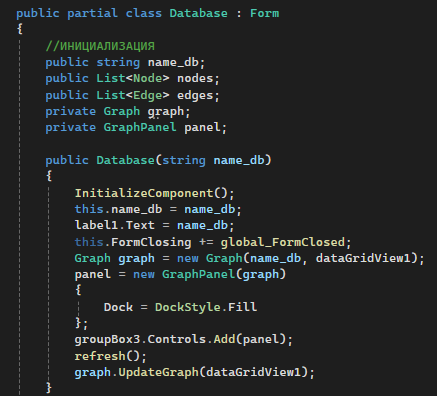 public partial class Database : Form
{
//ИНИЦИАЛИЗАЦИЯ
public string name_db;
public List<Node> nodes;
public List<Edge> edges;
private Graph graph;
private GraphPanel panel;
public Database(string name_db)
{
InitializeComponent();
this.name_db = name_db;
label1.Text = name_db;
this.FormClosing += global_FormClosed;
Graph graph = new Graph(name_db, dataGridView1);
panel = new GraphPanel(graph)
{
Dock = DockStyle.Fill
};
groupBox3.Controls.Add(panel);
refresh();
graph.UpdateGraph(dataGridView1);
}